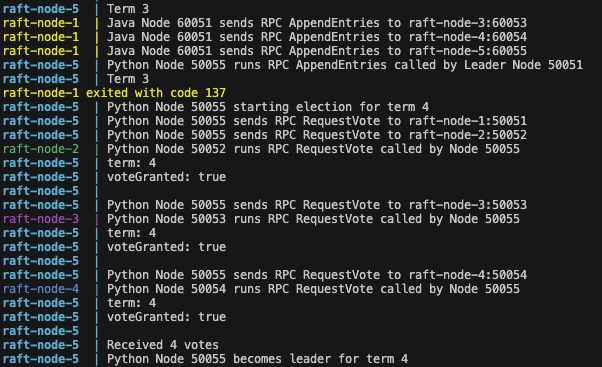 raft-node-5  | Term 3
raft-node-1  | Java Node 60051 sends RPC AppendEntries to raft-node-3:60053
raft-node-1  | Java Node 60051 sends RPC AppendEntries to raft-node-4:60054
raft-node-1  | Java Node 60051 sends RPC AppendEntries to raft-node-5:60055
raft-node-5  | Python Node 50055 runs RPC AppendEntries called by Leader Node 50051
raft-node-5  | Term 3
raft-node-1 exited with code 137
raft-node-5  | Python Node 50055 starting election for term 4
raft-node-5  | Python Node 50055 sends RPC RequestVote to raft-node-1:50051
raft-node-5  | Python Node 50055 sends RPC RequestVote to raft-node-2:50052
raft-node-2  | Python Node 50052 runs RPC RequestVote called by Node 50055
raft-node-5  | term: 4
raft-node-5  | voteGranted: true
raft-node-5  |
raft-node-5  | Python Node 50055 sends RPC RequestVote to raft-node-3:50053
raft-node-3  | Python Node 50053 runs RPC RequestVote called by Node 50055
raft-node-5  | term: 4
raft-node-5  | voteGranted: true
raft-node-5  |
raft-node-5  | Python Node 50055 sends RPC RequestVote to raft-node-4:50054
raft-node-4  | Python Node 50054 runs RPC RequestVote called by Node 50055
raft-node-5  | term: 4
raft-node-5  | voteGranted: true
raft-node-5  |
raft-node-5  | Received 4 votes
raft-node-5  | Python Node 50055 becomes leader for term 4